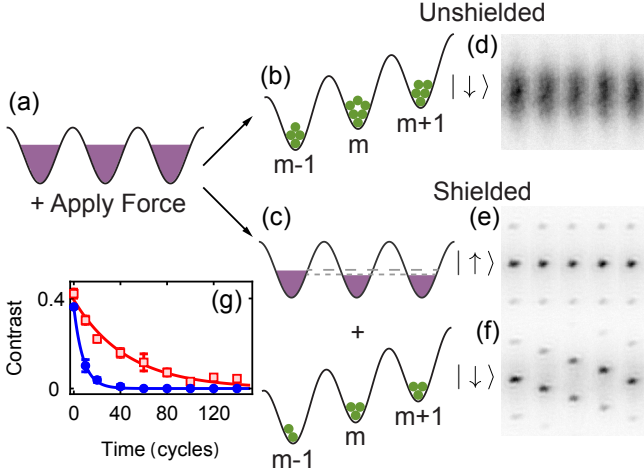 Unshielded
(a)
(b)
(d)
|↓⟩
m-1
m
m+1
+ Apply Force
Shielded
(c)
(e)
|↑⟩
+
(f)
|↓⟩
m-1
m
m+1
(g)
Contrast
0.4
0
0
40
80
120
Time (cycles)